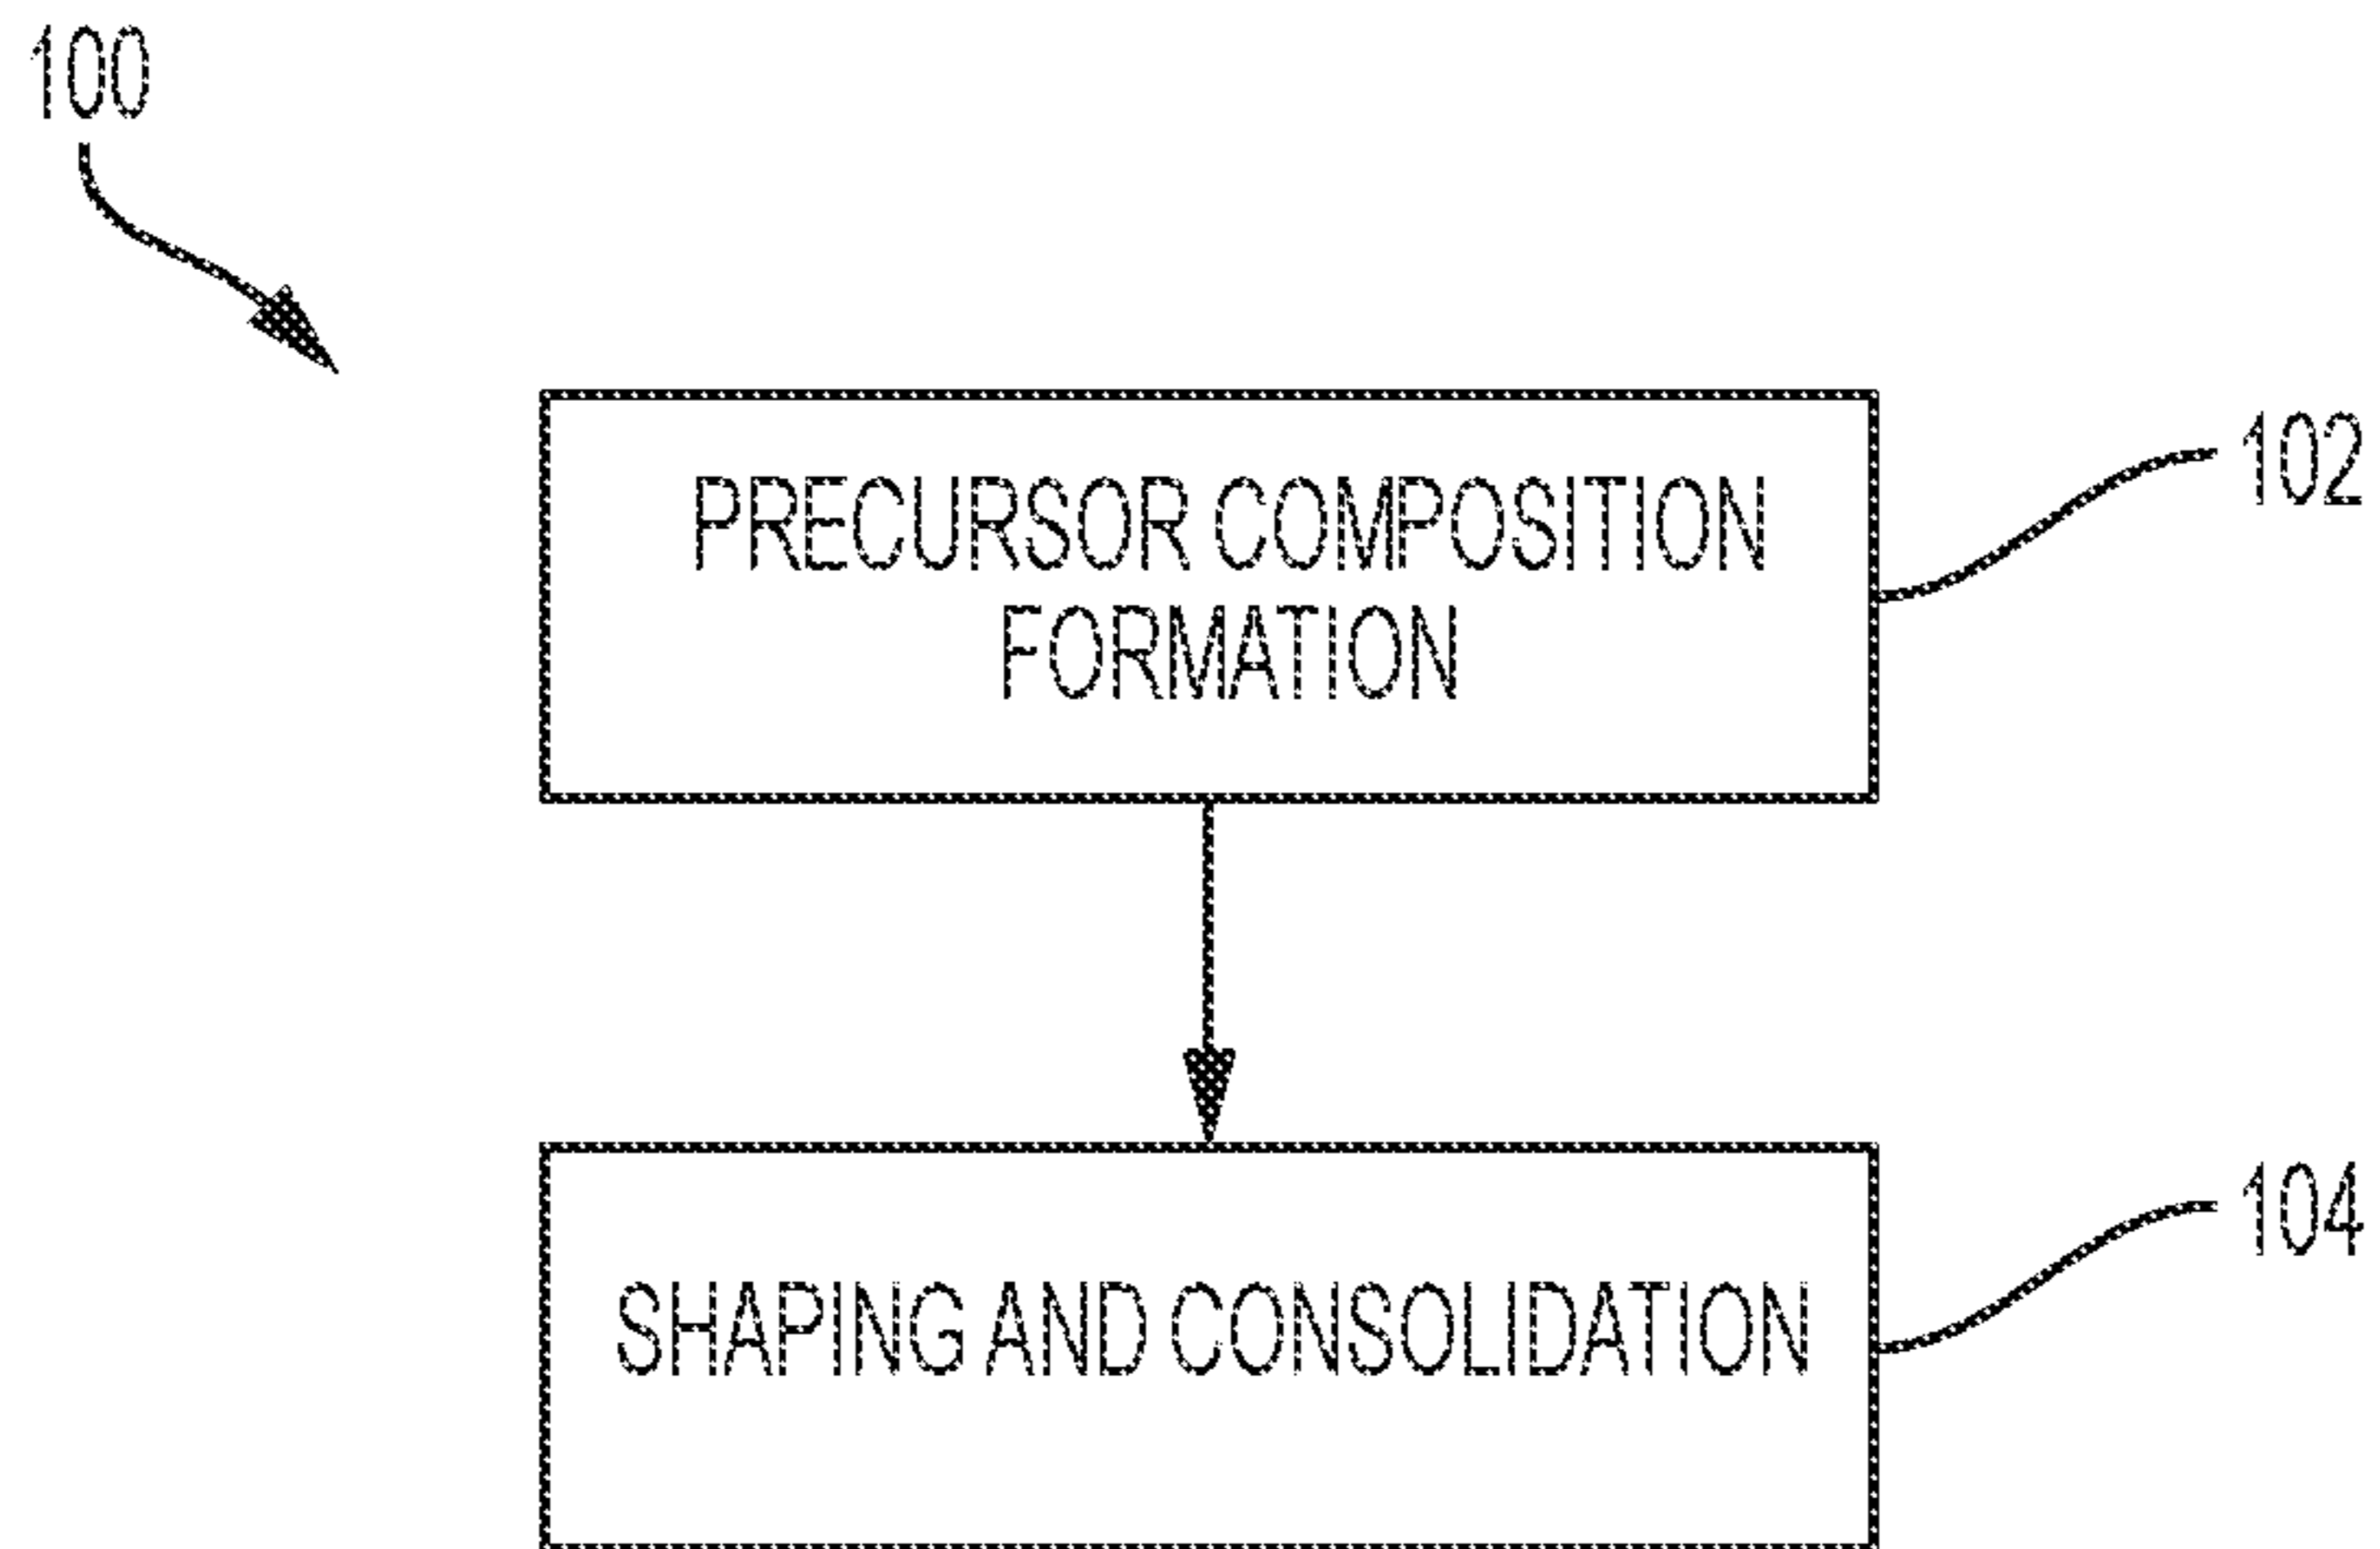 100
PRECURSOR COMPOSITION
FORMATION
102
SHAPING AND CONSOLIDATION
104